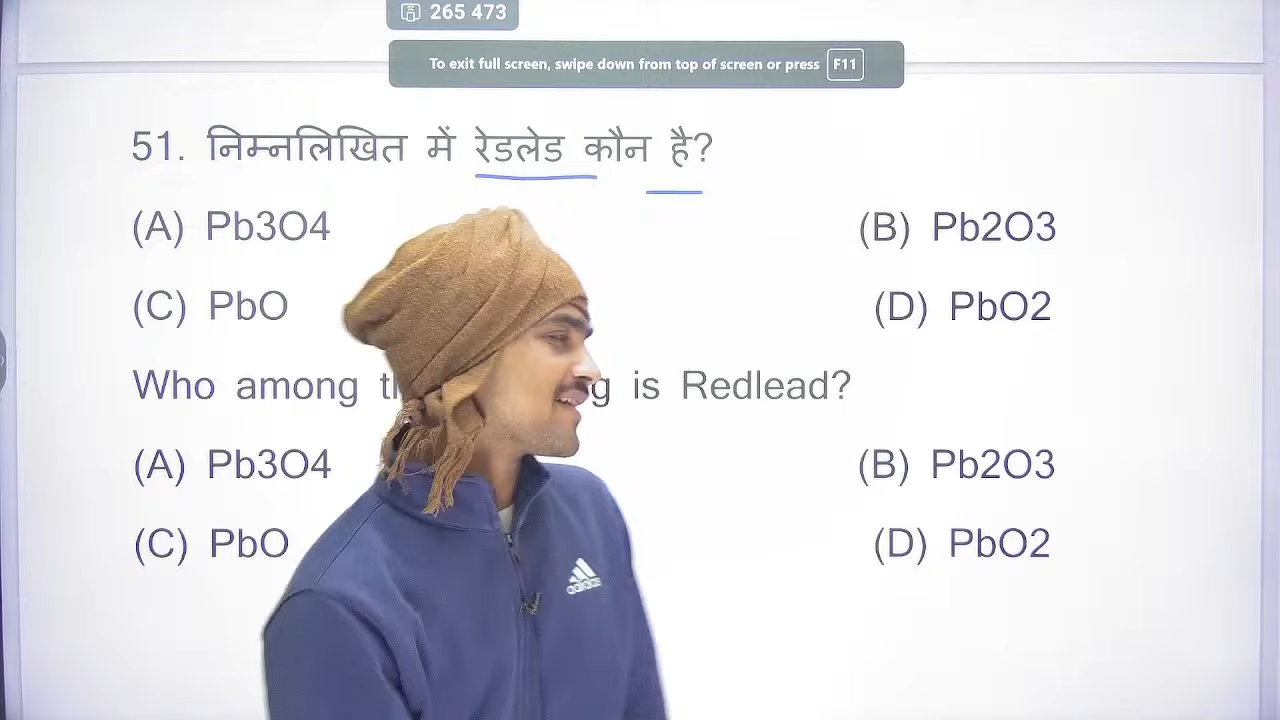 265 473
To exit full screen, swipe down from top of screen or press F11
51. निम्नलिखित में रेडलेड कौन है?
(A) Pb3O4 (B) Pb2O3
(C) PbO (D) PbO2
Who among is Redlead?
(A) Pb3O4 (B) Pb2O3
(C) PbO (D) PbO2
adidas